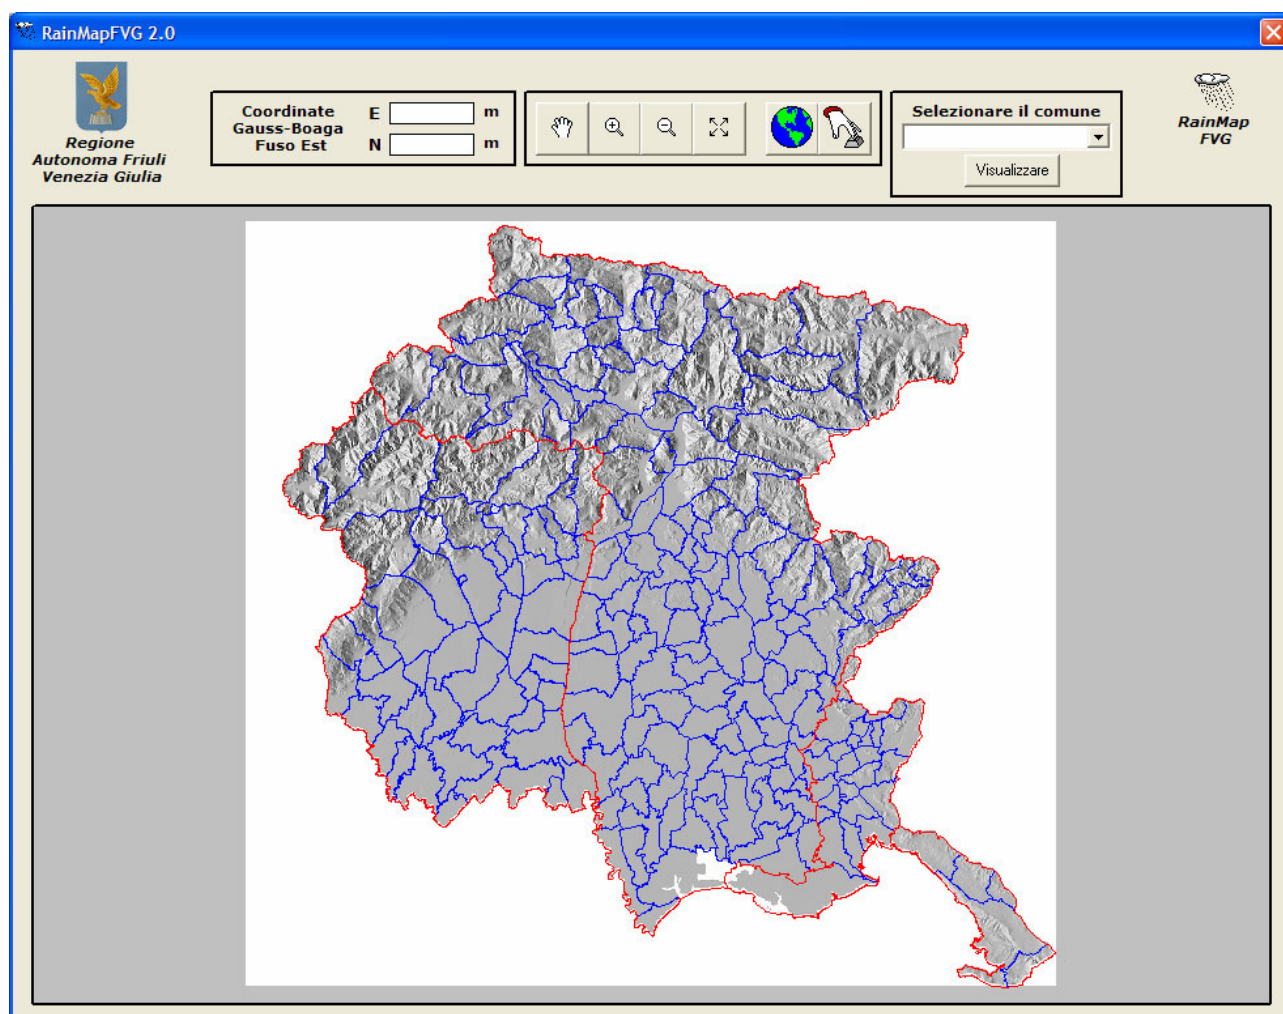 RainMapFVG 2.0
Regione
Autonoma Friuli
Venezia Giulia
Coordinate
Gauss-Boaga
Fuso Est
E
m
N
m
Selezionare il comune
Visualizzare
RainMap
FVG